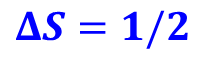 ΔS = 1/2